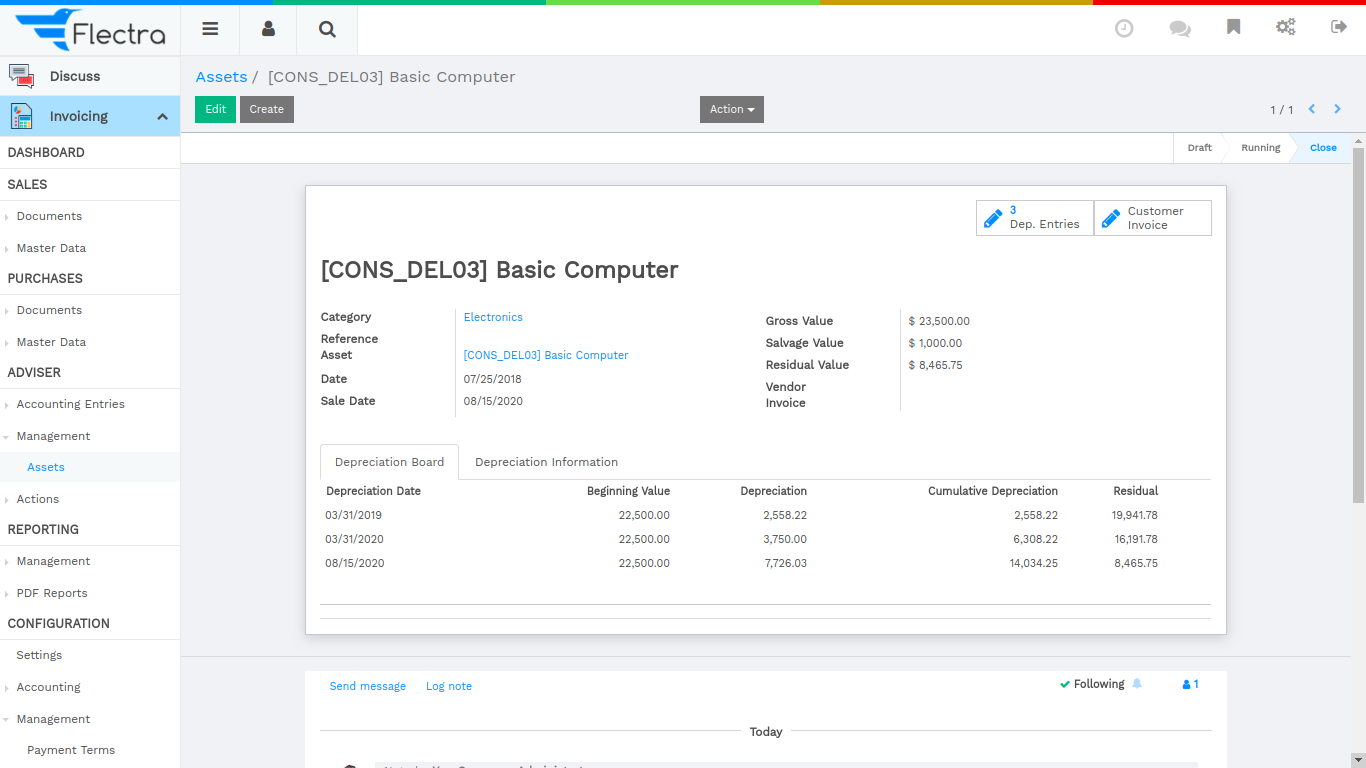 Flectra
Discuss
Invoicing
DASHBOARD
SALES
Documents
Master Data
PURCHASES
Documents
Master Data
ADVISER
Accounting Entries
Management
Assets
Actions
REPORTING
Management
PDF Reports
CONFIGURATION
Settings
Accounting
Management
Payment Terms
Assets / [CONS_DEL03] Basic Computer
Edit Create Action 1 / 1
Draft Running Close
3
Dep. Entries
Customer
Invoice
[CONS_DEL03] Basic Computer
Category Electronics
Reference
Asset [CONS_DEL03] Basic Computer
Date 07/25/2018
Sale Date 08/15/2020
Gross Value $ 23,500.00
Salvage Value $ 1,000.00
Residual Value $ 8,465.75
Vendor
Invoice
Depreciation Board Depreciation Information
Depreciation Date Beginning Value Depreciation Cumulative Depreciation Residual
03/31/2019 22,500.00 2,558.22 2,558.22 19,941.78
03/31/2020 22,500.00 3,750.00 6,308.22 16,191.78
08/15/2020 22,500.00 7,726.03 14,034.25 8,465.75
Send message Log note Following 1
Today